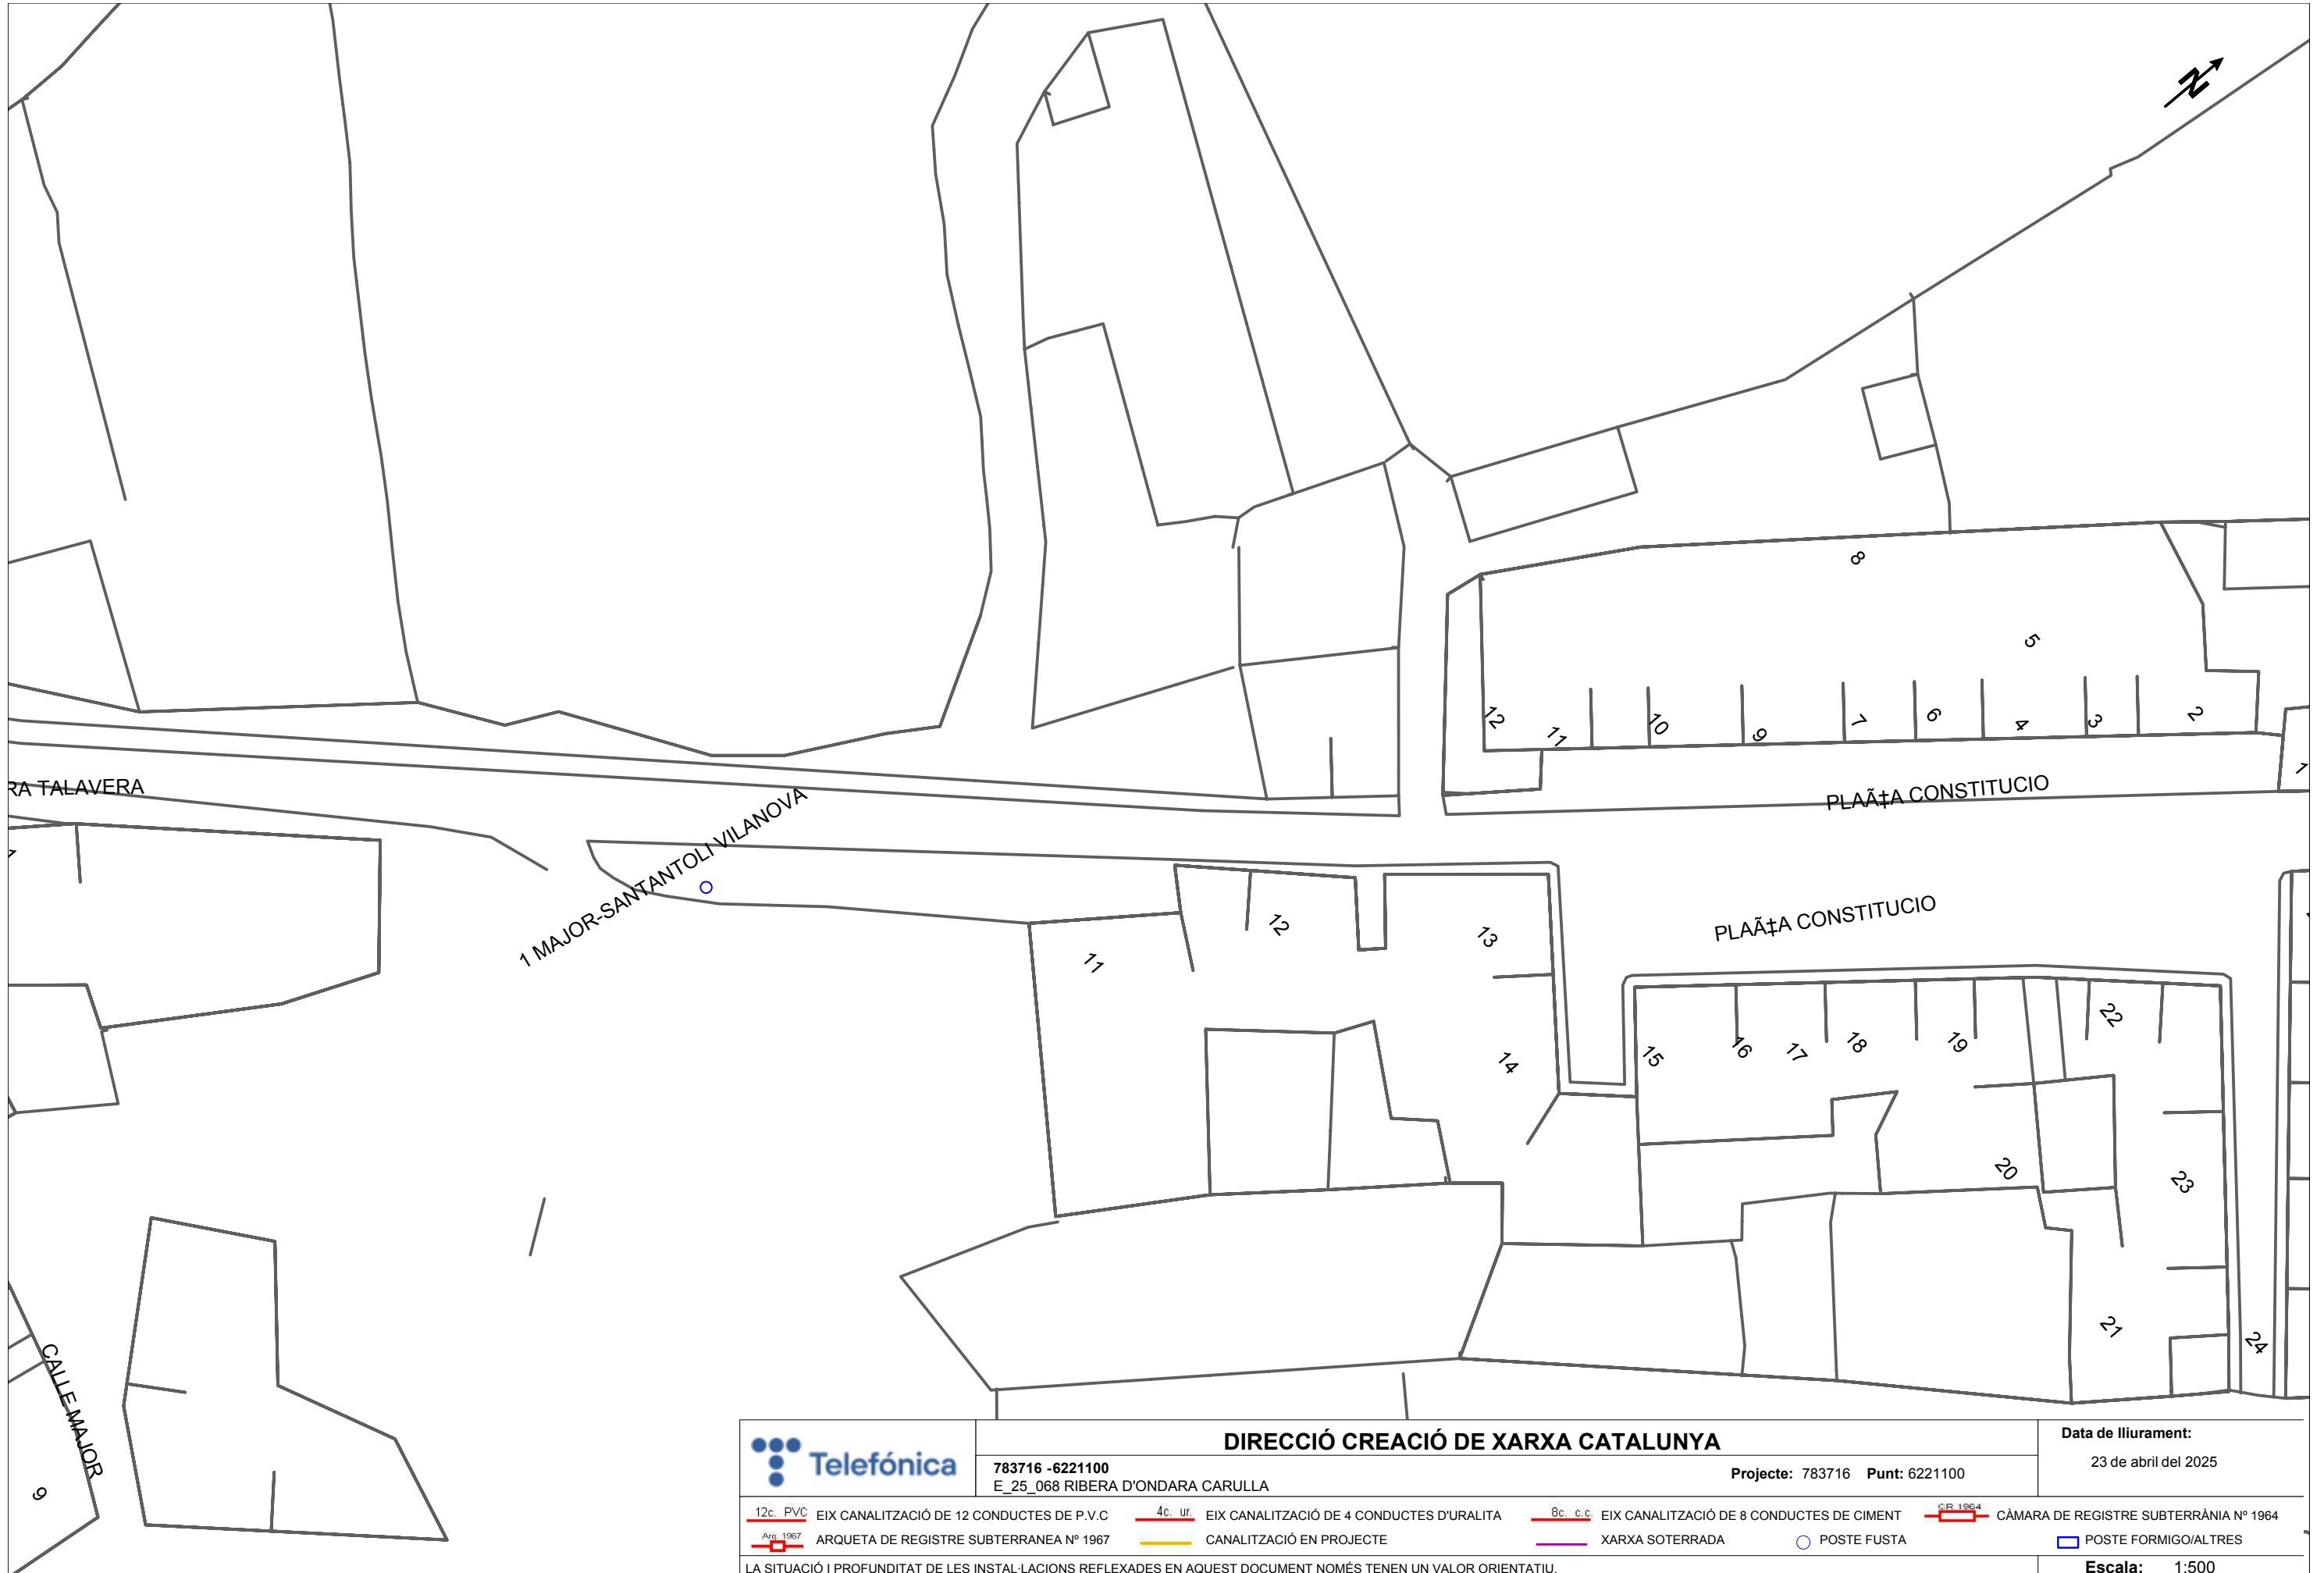 N
8
5
12
11
10
9
7
6
4
3
2
1
RA TALAVERA
PLAÃ‡A CONSTITUCIO
1 MAJOR-SANTANTOLI VILANOVA
PLAÃ‡A CONSTITUCIO
11
12
13
14
15
16
17
18
19
22
20
23
21
24
CALLE MAJOR
9
Telefónica
DIRECCIÓ CREACIÓ DE XARXA CATALUNYA
783716 -6221100
E_25_068 RIBERA D'ONDARA CARULLA
Projecte: 783716 Punt: 6221100
Data de lliurament:
23 de abril del 2025
12c. PVC EIX CANALITZACIÓ DE 12 CONDUCTES DE P.V.C
4c. ur. EIX CANALITZACIÓ DE 4 CONDUCTES D'URALITA
8c. c.c. EIX CANALITZACIÓ DE 8 CONDUCTES DE CIMENT
C.R. 1964 CÀMARA DE REGISTRE SUBTERRÀNIA Nº 1964
Arq. 1967 ARQUETA DE REGISTRE SUBTERRANEA Nº 1967
CANALITZACIÓ EN PROJECTE
XARXA SOTERRADA
POSTE FUSTA
POSTE FORMIGO/ALTRES
LA SITUACIÓ I PROFUNDITAT DE LES INSTAL·LACIONS REFLEXADES EN AQUEST DOCUMENT NOMÉS TENEN UN VALOR ORIENTATIU.
Escala: 1:500